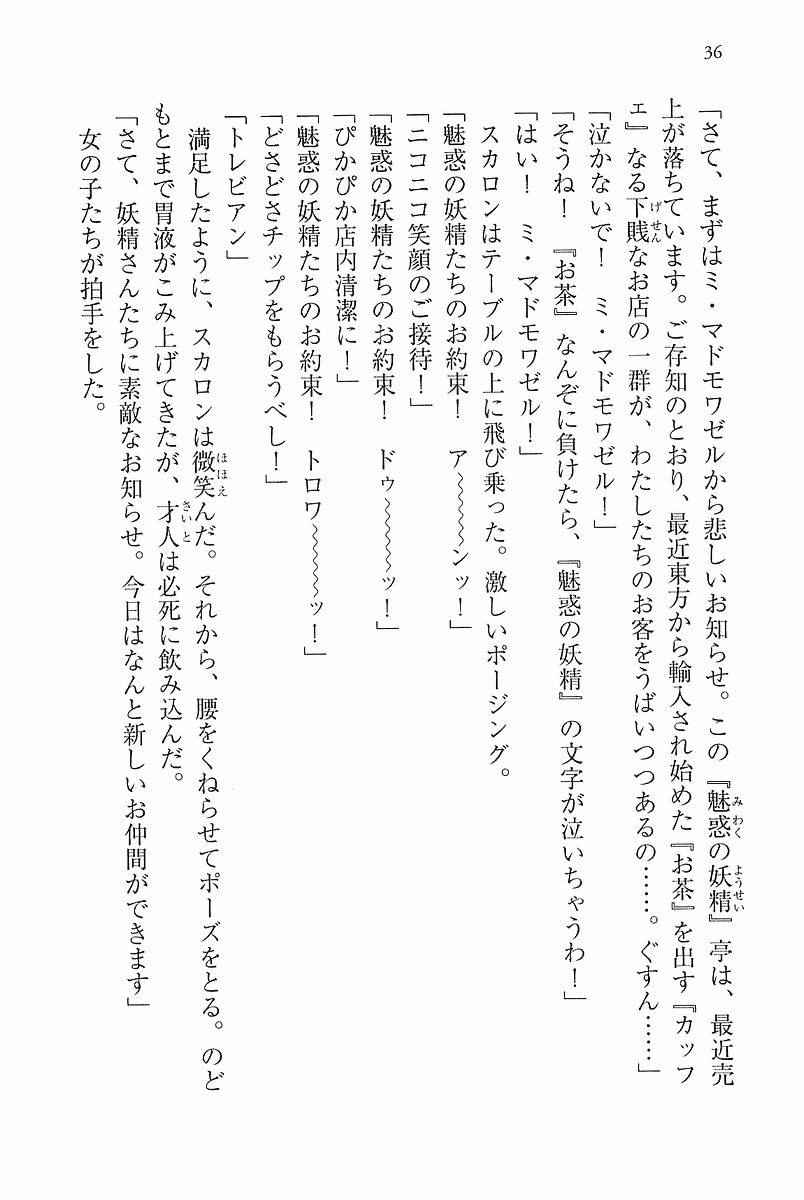 36
「さて、まずはミ・マドモワゼルから悲しいお知らせ。この『魅惑の妖精』亭は、最近売
上が落ちています。ご存知のとおり、最近東方から輸入され始めた『お茶』を出す『カッフ
ェ』なる下賎なお店の一群が、わたしたちのお客をうばいつつあるの……。ぐすん……」
「泣かないで！　ミ・マドモワゼル！」
「そうね！　『お茶』なんぞに負けたら、『魅惑の妖精』の文字が泣いちゃうわ！」
「はい！　ミ・マドモワゼル！」
　スカロンはテーブルの上に飛び乗った。激しいポージング。
「魅惑の妖精たちのお約束！　ア〜〜〜〜ンッ！」
「ニコニコ笑顔のご接待！」
「魅惑の妖精たちのお約束！　ドゥ〜〜〜〜ッ！」
「ぴかぴか店内清潔に！」
「魅惑の妖精たちのお約束！　トロワ〜〜〜〜ッ！」
「どさどさチップをもらうべし！」
「トレビアン」
　満足したように、スカロンは微笑んだ。それから、腰をくねらせてポーズをとる。のど
もとまで胃液がこみ上げてきたが、才人は必死に飲み込んだ。
「さて、妖精さんたちに素敵なお知らせ。今日はなんと新しいお仲間ができます」
　女の子たちが拍手をした。